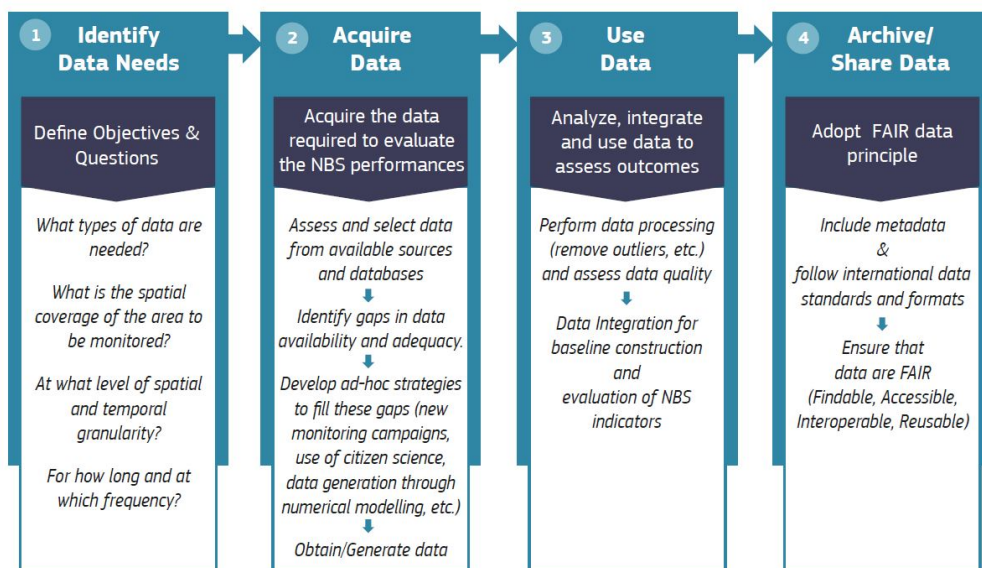 1
Identify
Data Needs
Define Objectives &
Questions
What types of data are
needed?
What is the spatial
coverage of the area to
be monitored?
At what level of spatial
and temporal
granularity?
For how long and at
which frequency?
2
Acquire
Data
Acquire the data
required to evaluate
the NBS performances
Assess and select data
from available sources
and databases
Identify gaps in data
availability and adequacy.
Develop ad-hoc strategies
to fill these gaps (new
monitoring campaigns,
use of citizen science,
data generation through
numerical modelling, etc.)
Obtain/Generate data
3
Use
Data
Analyze, integrate
and use data to
assess outcomes
Perform data processing
(remove outliers, etc.)
and assess data quality
Data Integration for
baseline construction
and
evaluation of NBS
indicators
4
Archive/
Share Data
Adopt FAIR data
principle
Include metadata
&
follow international data
standards and formats
Ensure that
data are FAIR
(Findable, Accessible,
Interoperable, Reusable)